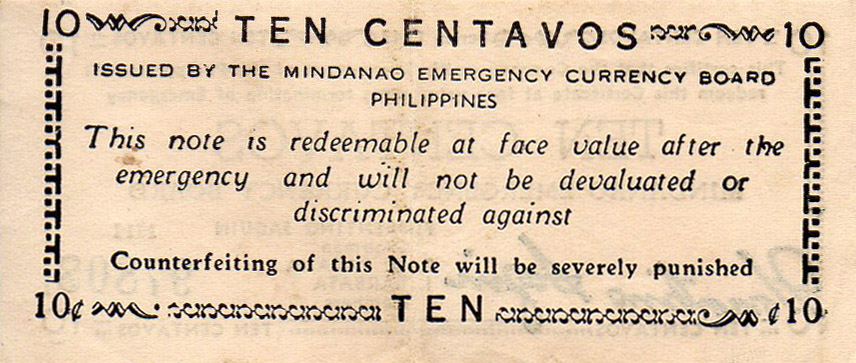 10 TEN CENTAVOS 10
ISSUED BY THE MINDANAO EMERGENCY CURRENCY BOARD
PHILIPPINES
This note is redeemable at face value after the
emergency and will not be devaluated or
discriminated against
Counterfeiting of this Note will be severely punished
10¢ TEN ¢10